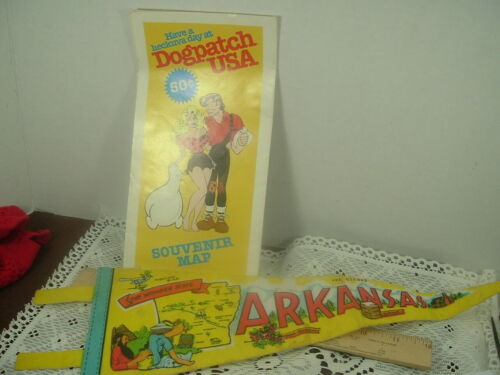 Have a
heckuva day at
Dogpatch
USA
50¢
SOUVENIR
MAP
ARKANSAS